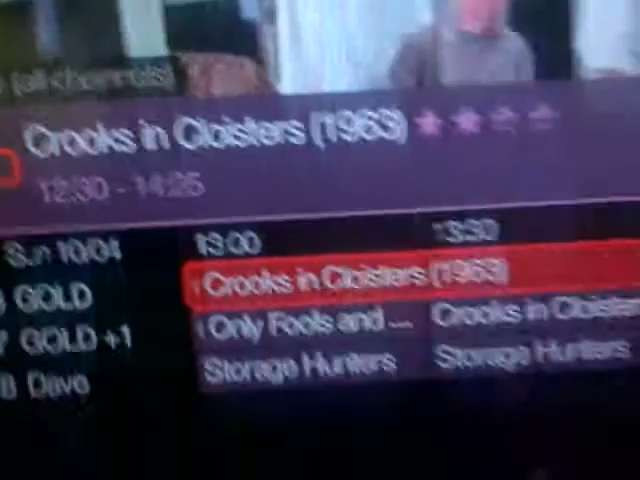 (all channels)
Crooks in Cloisters (1963) ★★☆☆
12:30 - 14:25
Sun 10/04 13:00 13:30
GOLD Crooks in Cloisters (1963)
GOLD +1 Only Fools and ... Crooks in Cloisters
Dave Storage Hunters Storage Hunters